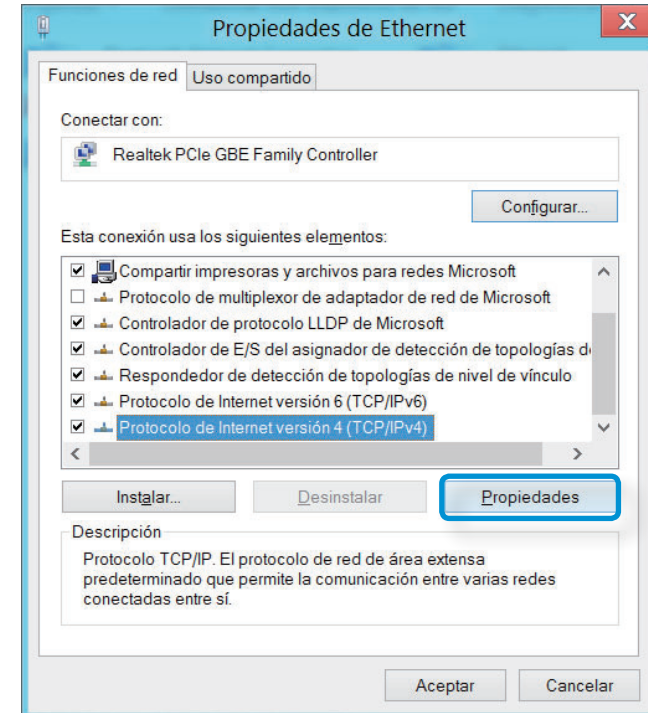 Propiedades de Ethernet
X
Funciones de red
Uso compartido
Conectar con:
Realtek PCIe GBE Family Controller
Configurar...
Esta conexión usa los siguientes elementos:
Compartir impresoras y archivos para redes Microsoft
Protocolo de multiplexor de adaptador de red de Microsoft
Controlador de protocolo LLDP de Microsoft
Controlador de E/S del asignador de detección de topologías d
Respondedor de detección de topologías de nivel de vínculo
Protocolo de Internet versión 6 (TCP/IPv6)
Protocolo de Internet versión 4 (TCP/IPv4)
Instalar...
Desinstalar
Propiedades
Descripción
Protocolo TCP/IP. El protocolo de red de área extensa
predeterminado que permite la comunicación entre varias redes
conectadas entre sí.
Aceptar
Cancelar